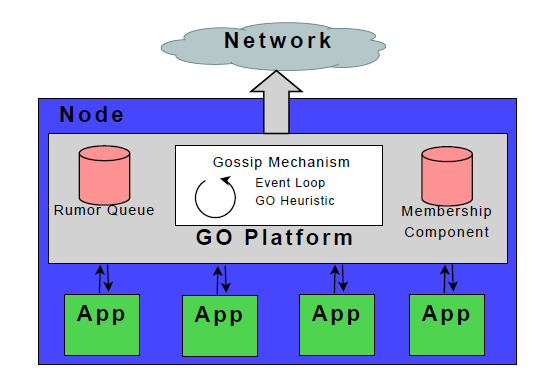 Network
Node
Gossip Mechanism
Event Loop
GO Heuristic
Rumor Queue
Membership
Component
GO Platform
App
App
App
App